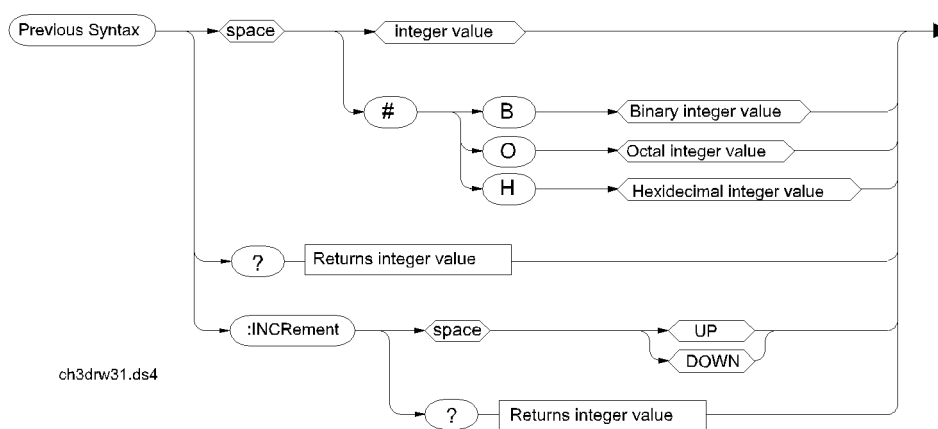 Previous Syntax
space
integer value
#
B
Binary integer value
O
Octal integer value
H
Hexidecimal integer value
?
Returns integer value
:INCRement
space
UP
DOWN
?
Returns integer value
ch3drw31.ds4